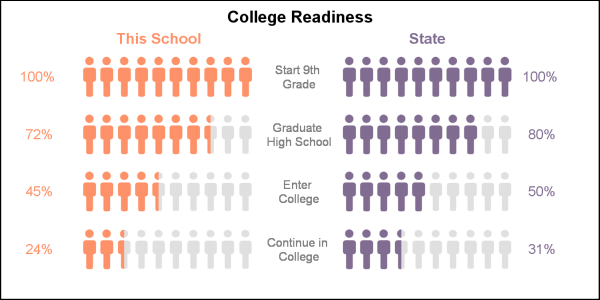 College Readiness
This School
State
100%
Start 9th
Grade
100%
72%
Graduate
High School
80%
45%
Enter
College
50%
24%
Continue in
College
31%